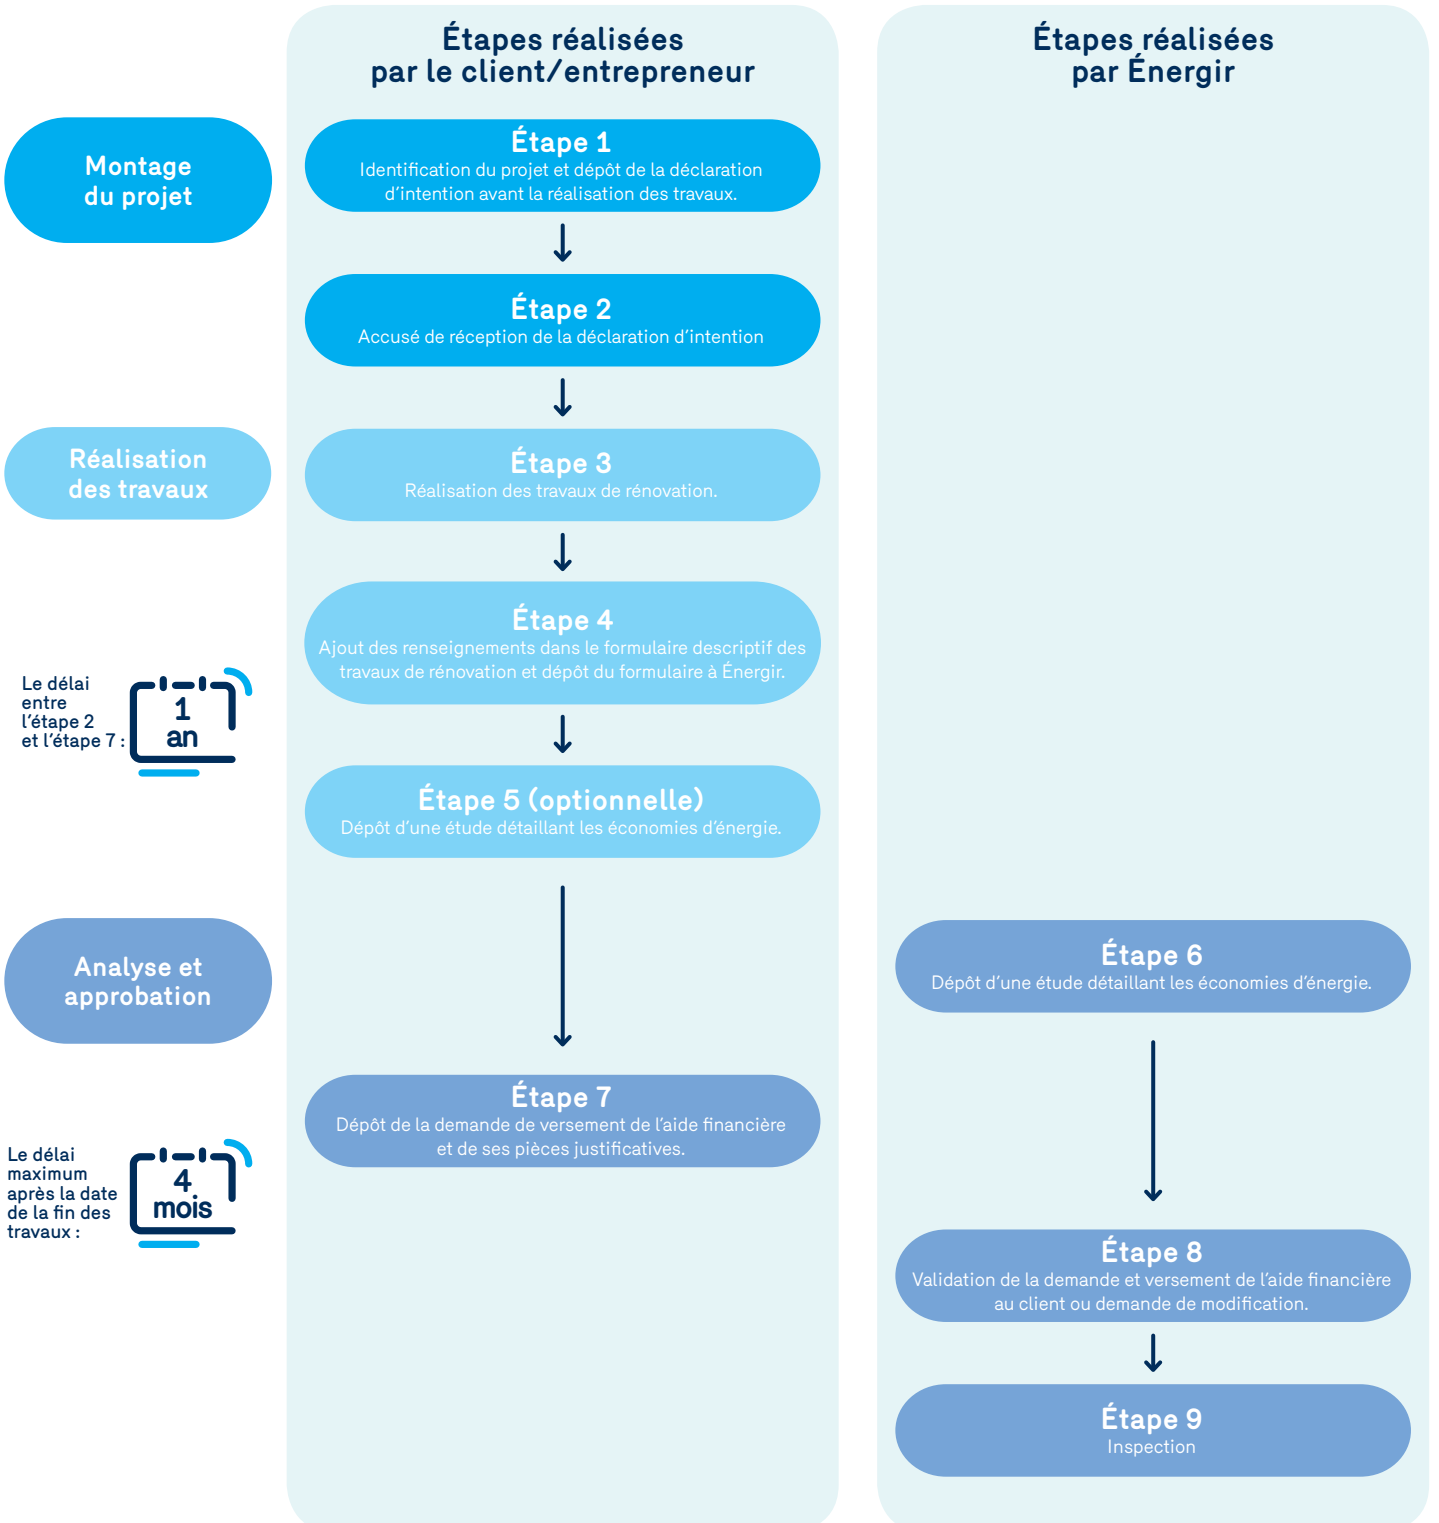 Étapes réalisées
par le client/entrepreneur
Étapes réalisées
par Énergir
Montage
du projet
Étape 1
Identification du projet et dépôt de la déclaration
d’intention avant la réalisation des travaux.
Étape 2
Accusé de réception de la déclaration d’intention
Réalisation
des travaux
Étape 3
Réalisation des travaux de rénovation.
Étape 4
Ajout des renseignements dans le formulaire descriptif des
travaux de rénovation et dépôt du formulaire à Énergir.
Le délai
entre
l’étape 2
et l’étape 7 :
1
an
Étape 5 (optionnelle)
Dépôt d’une étude détaillant les économies d’énergie.
Analyse et
approbation
Étape 6
Dépôt d’une étude détaillant les économies d’énergie.
Étape 7
Dépôt de la demande de versement de l’aide financière
et de ses pièces justificatives.
Le délai
maximum
après la date
de la fin des
travaux :
4
mois
Étape 8
Validation de la demande et versement de l’aide financière
au client ou demande de modification.
Étape 9
Inspection